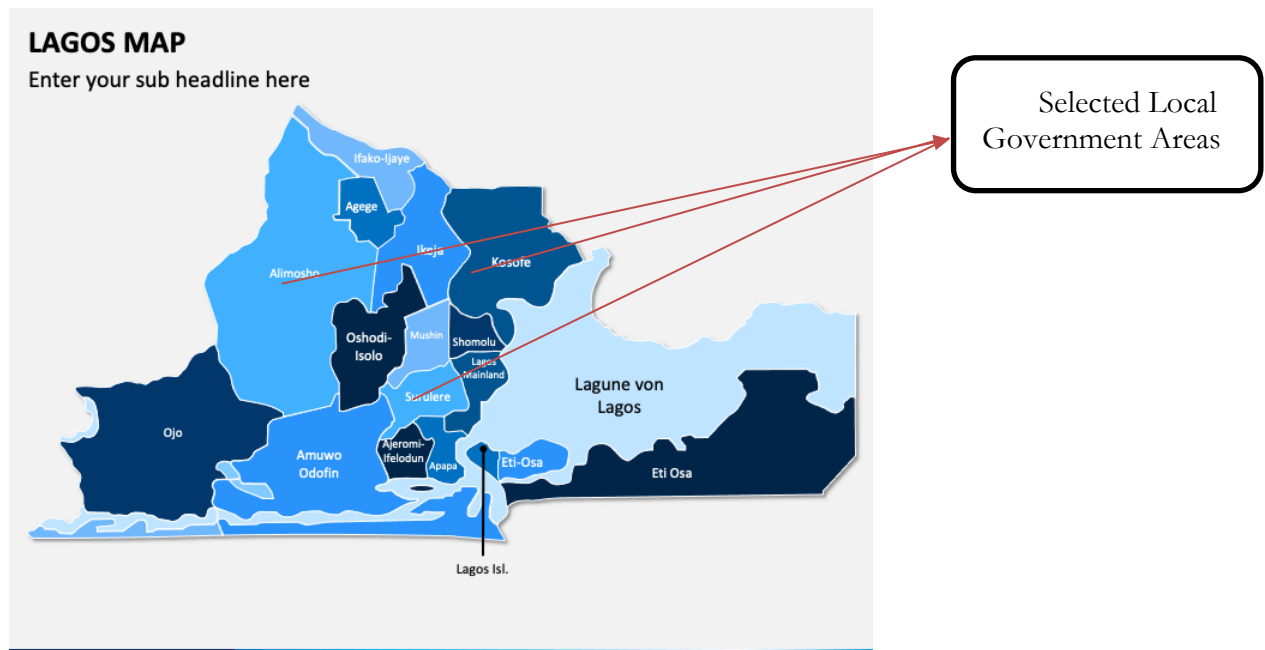 LAGOS MAP
Enter your sub headline here
Selected Local
Government Areas
Ifako-Ijaye
Agege
Ikeja
Kosofe
Alimosho
Oshodi-
Isolo
Mushin
Shomolu
Lagos
Mainland
Lagune von
Lagos
Surulere
Ojo
Amuwo
Odofin
Ajeromi-
Ifelodun
Apapa
Eti-Osa
Eti Osa
Lagos Isl.